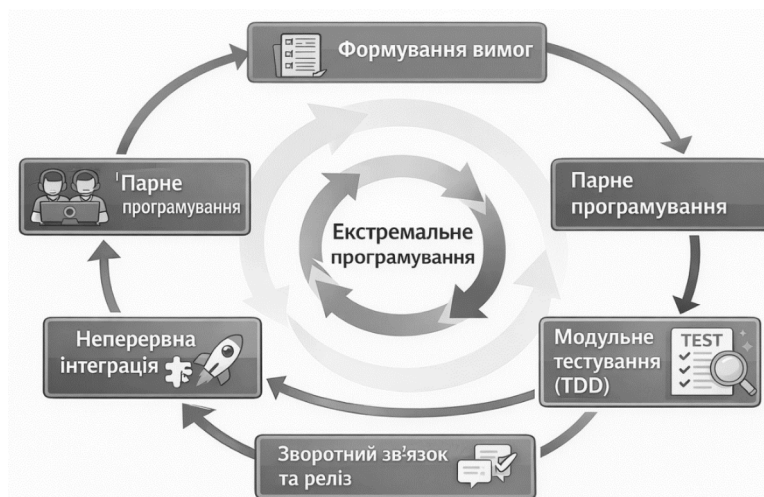 Формування вимог
'Парне
програмування
Парне
програмування
Екстремальне
програмування
Неперервна
інтеграція
Модульне
тестування
(TDD)
TEST
Зворотний зв'язок
та реліз